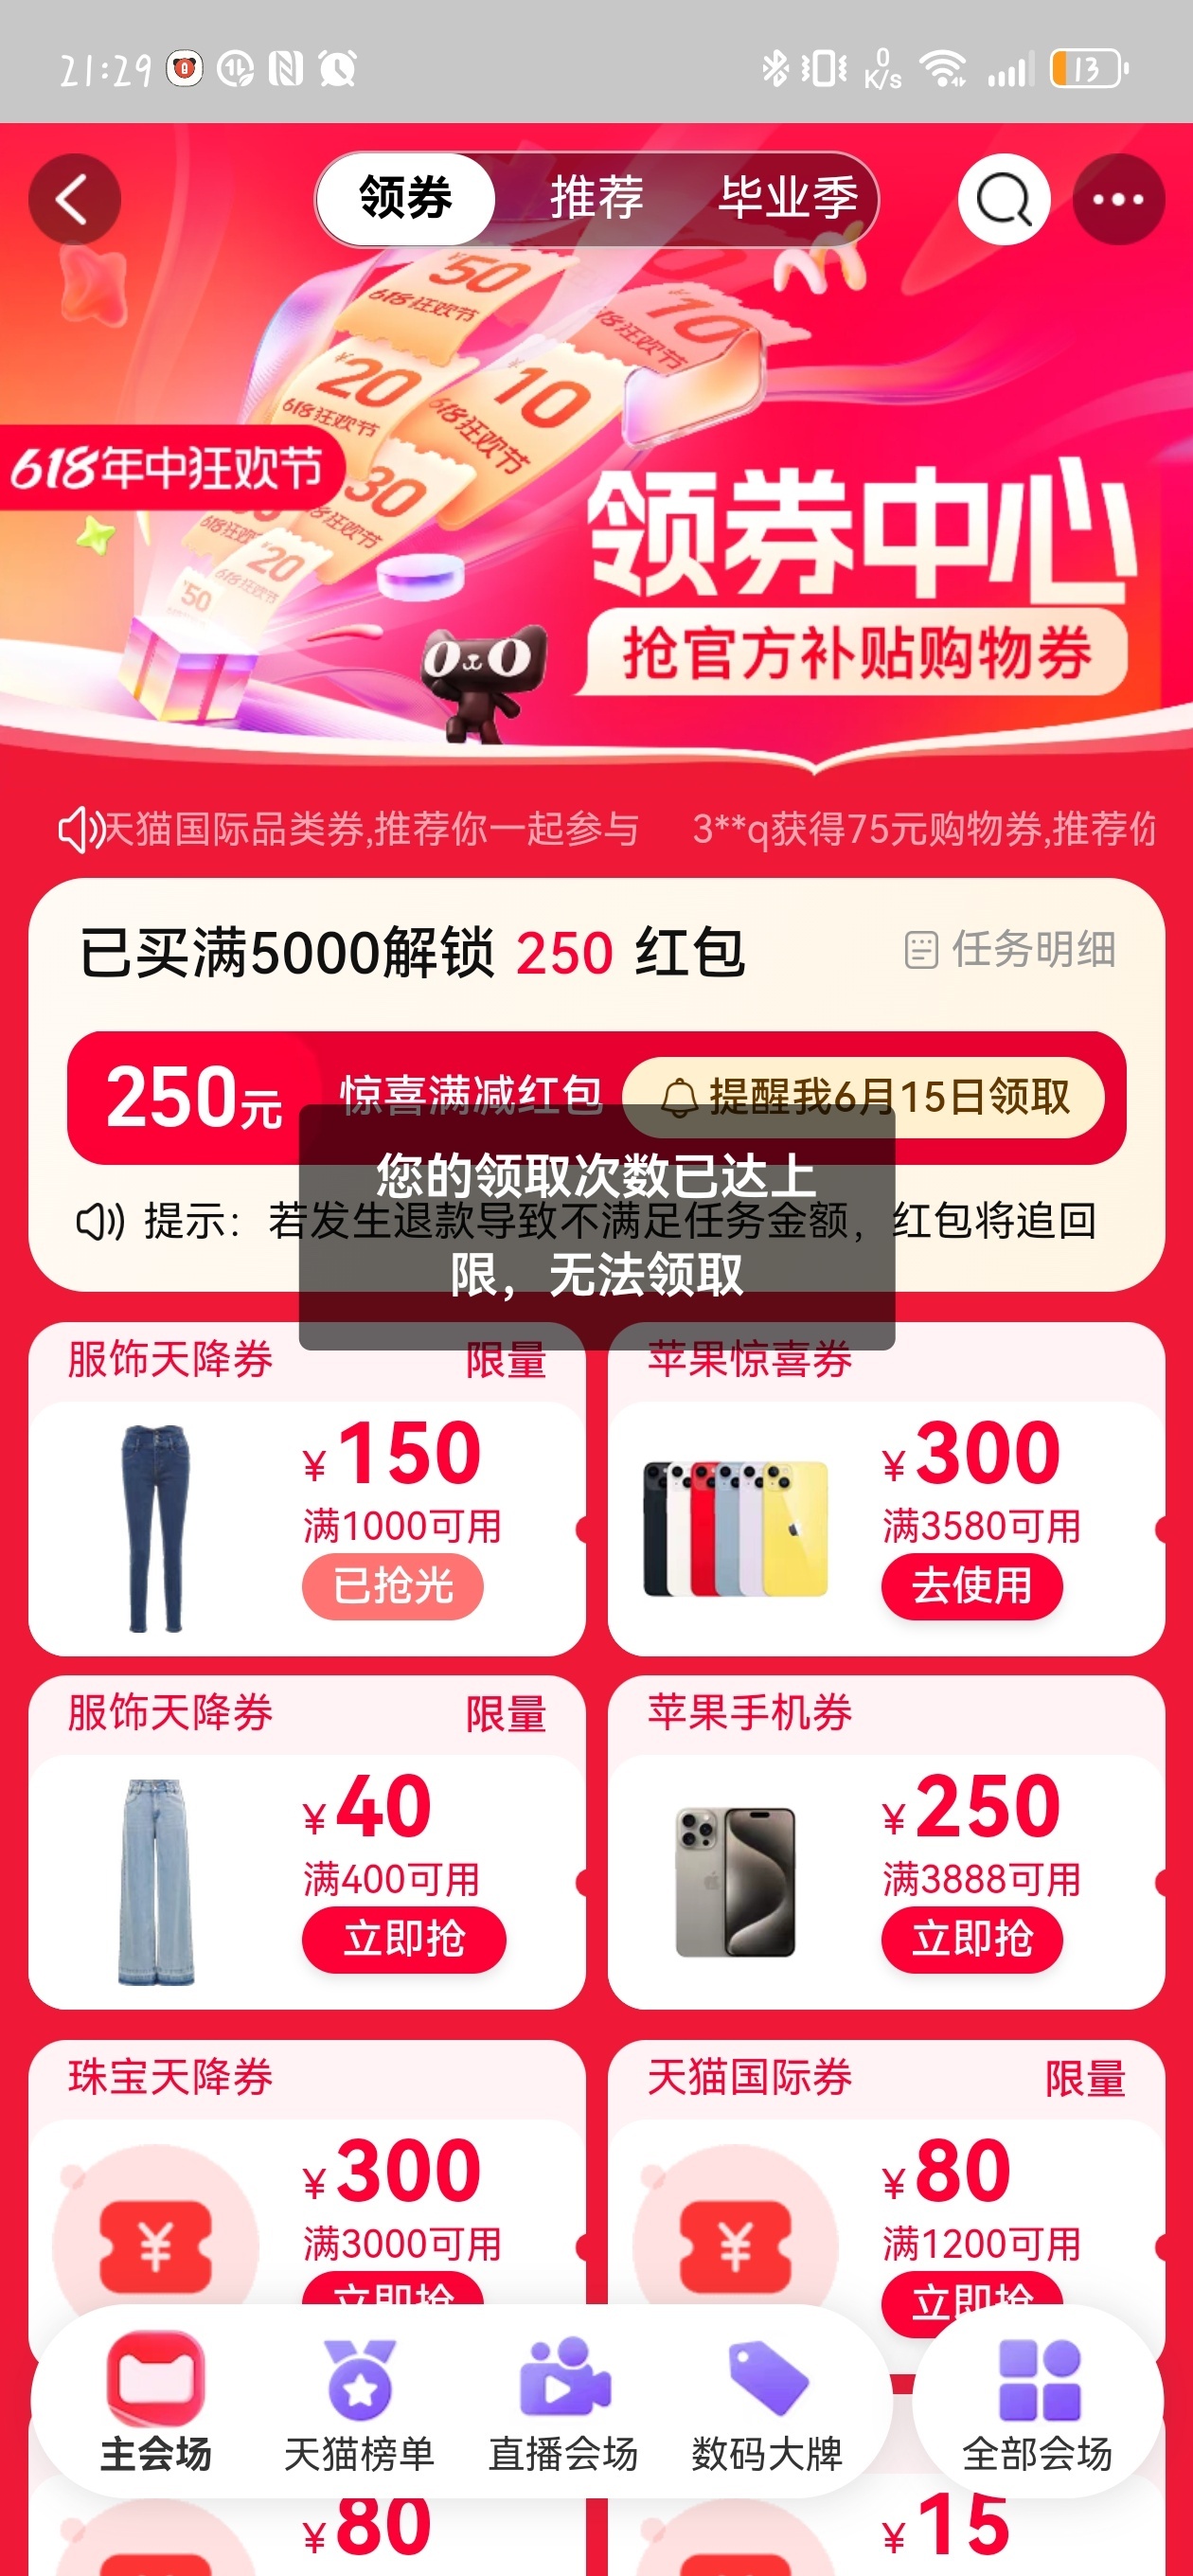 21:29
0
K/s
13
领券
推荐
毕业季
¥50
618狂欢节
10
618狂欢节
¥20
618狂欢节
¥10
618狂欢节
30
618狂欢节
618年中狂欢节
¥20
618狂欢节
618狂欢
50
领券中心
抢官方补贴购物券
天猫国际品类券,推荐你一起参与
3**q获得75元购物券,推荐你
已买满5000解锁 250 红包
任务明细
250元
惊喜满减红包
提醒我6月15日领取
您的领取次数已达上
限，无法领取
提示：若发生退款导致不满足任务金额，红包将追回
服饰天降券
限量
¥150
满1000可用
已抢光
苹果惊喜券
¥300
满3580可用
去使用
服饰天降券
限量
¥40
满400可用
立即抢
苹果手机券
¥250
满3888可用
立即抢
珠宝天降券
¥300
满3000可用
立即抢
天猫国际券
限量
¥80
满1200可用
立即抢
主会场
天猫榜单
直播会场
数码大牌
全部会场
¥80
¥15